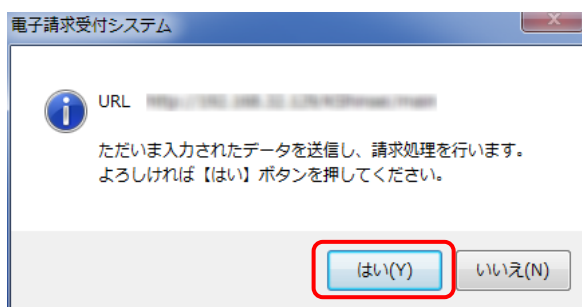 電子請求受付システム
URL
ただいま入力されたデータを送信し、請求処理を行います。
よろしければ【はい】ボタンを押してください。
はい(Y)
いいえ(N)